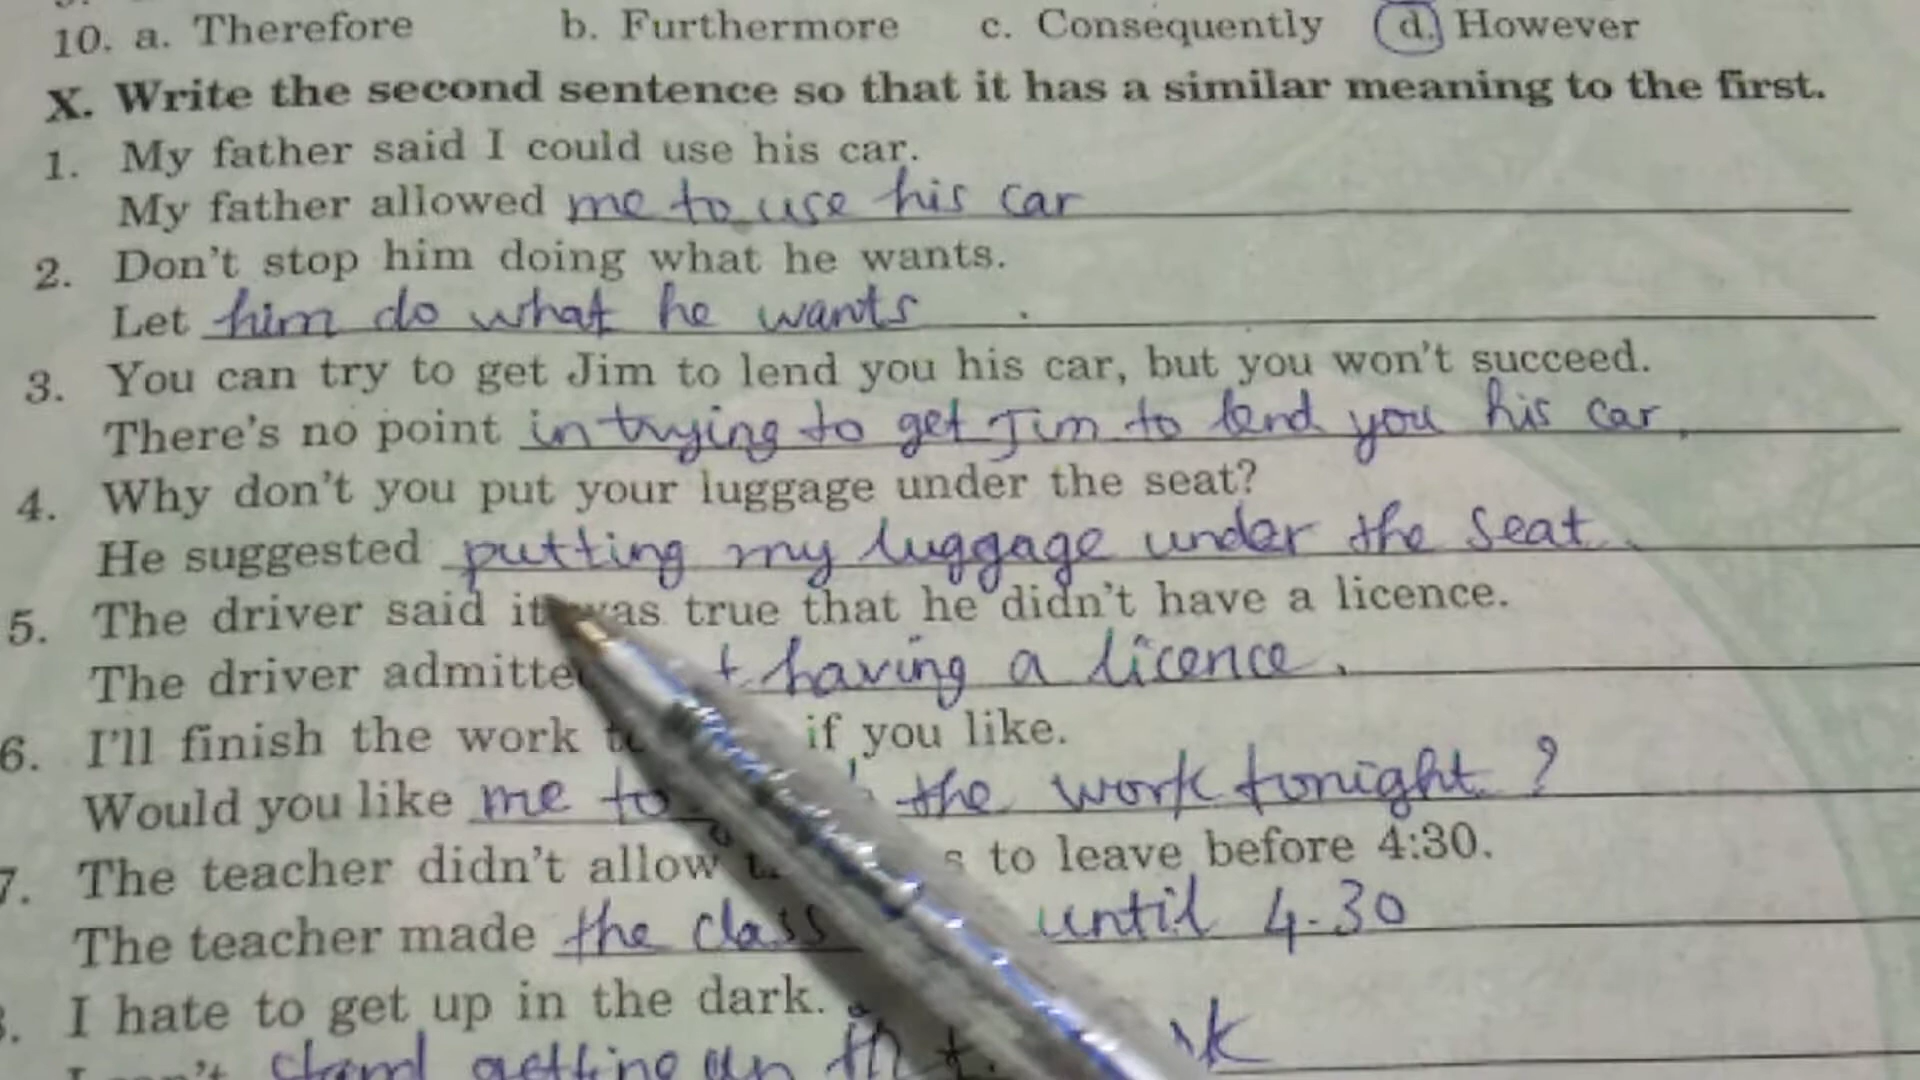 10. a. Therefore b. Furthermore c. Consequently d. However
X. Write the second sentence so that it has a similar meaning to the first.
1. My father said I could use his car.
My father allowed me to use his car
2. Don't stop him doing what he wants.
Let him do what he wants.
3. You can try to get Jim to lend you his car, but you won't succeed.
There's no point in trying to get Jim to lend you his car.
4. Why don't you put your luggage under the seat?
He suggested putting my luggage under the seat.
5. The driver said it was true that he didn't have a licence.
The driver having a licence.
6. I'll finish the work if you like.
Would you like me to the work tonight?
7. The teacher didn't allow to leave before 4:30.
The teacher made the class until 4.30
I hate to get up in the dark.
stand getting up